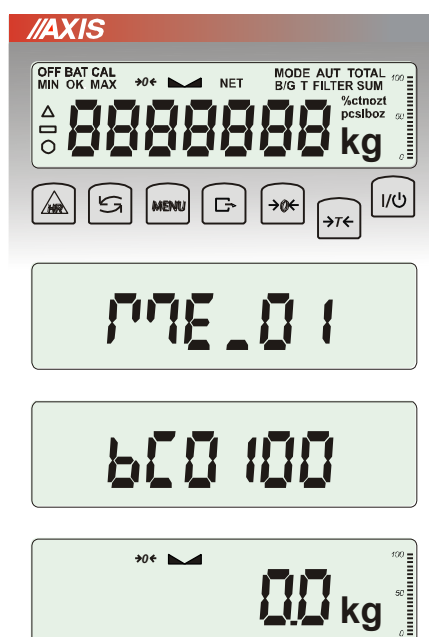 //AXIS
OFF BAT CAL MODE AUT TOTAL 100
MIN OK MAX →0← NET B/G T FILTER SUM
%ctnozt
pcslboz 50
8888888 kg
0
HR MENU →0← →T← I/⏻
ME_01
bC0100
→0← 100
0.0 kg 50
0